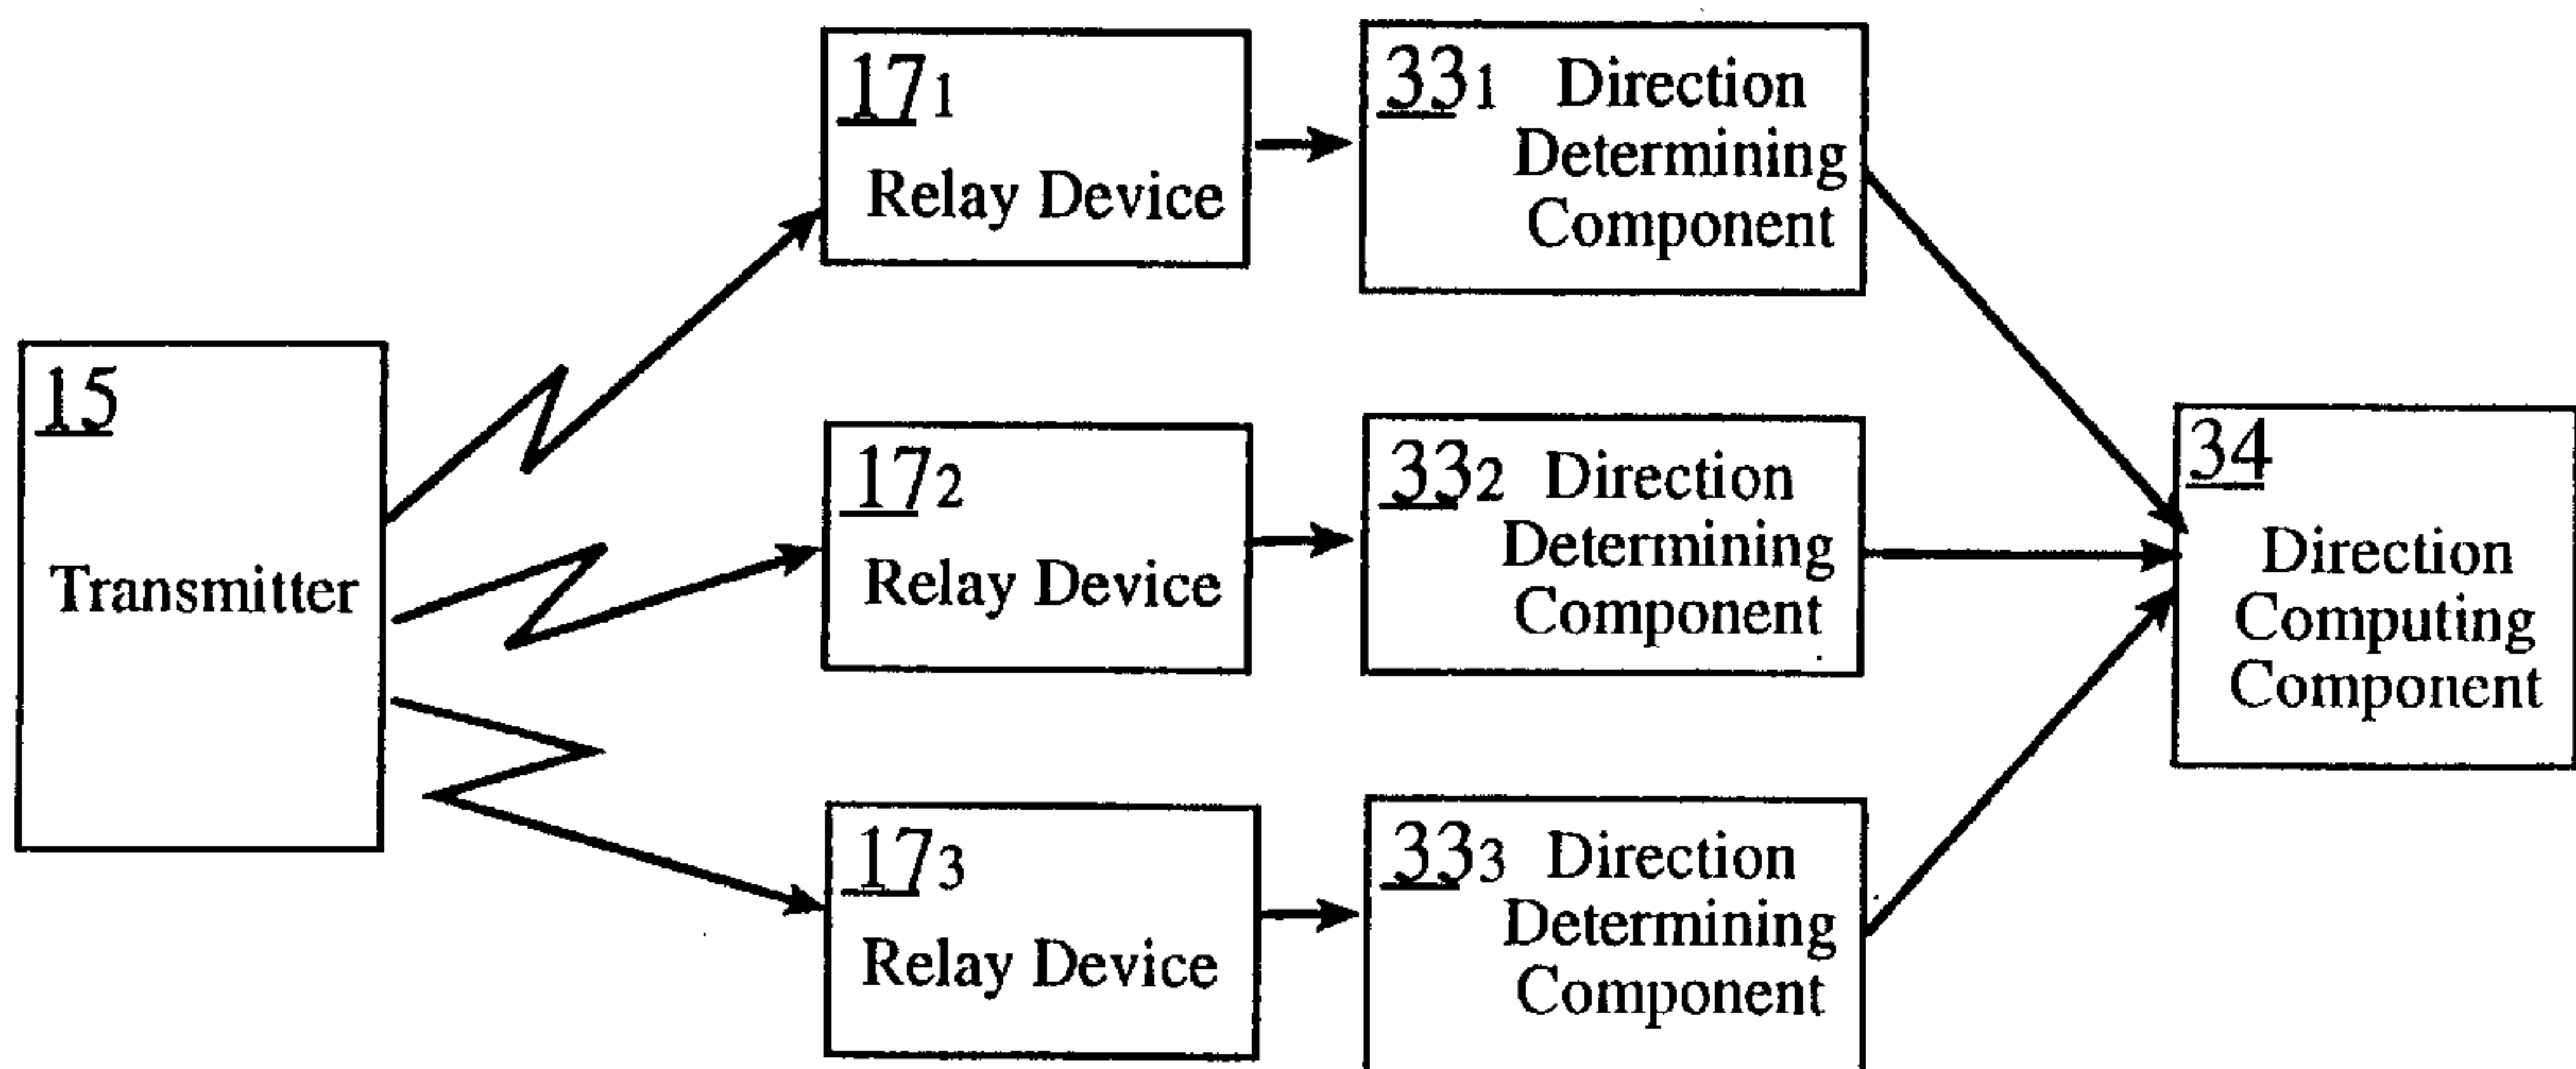 15
Transmitter
17₁
Relay Device
33₁ Direction
Determining
Component
17₂
Relay Device
33₂ Direction
Determining
Component
17₃
Relay Device
33₃ Direction
Determining
Component
34
Direction
Computing
Component